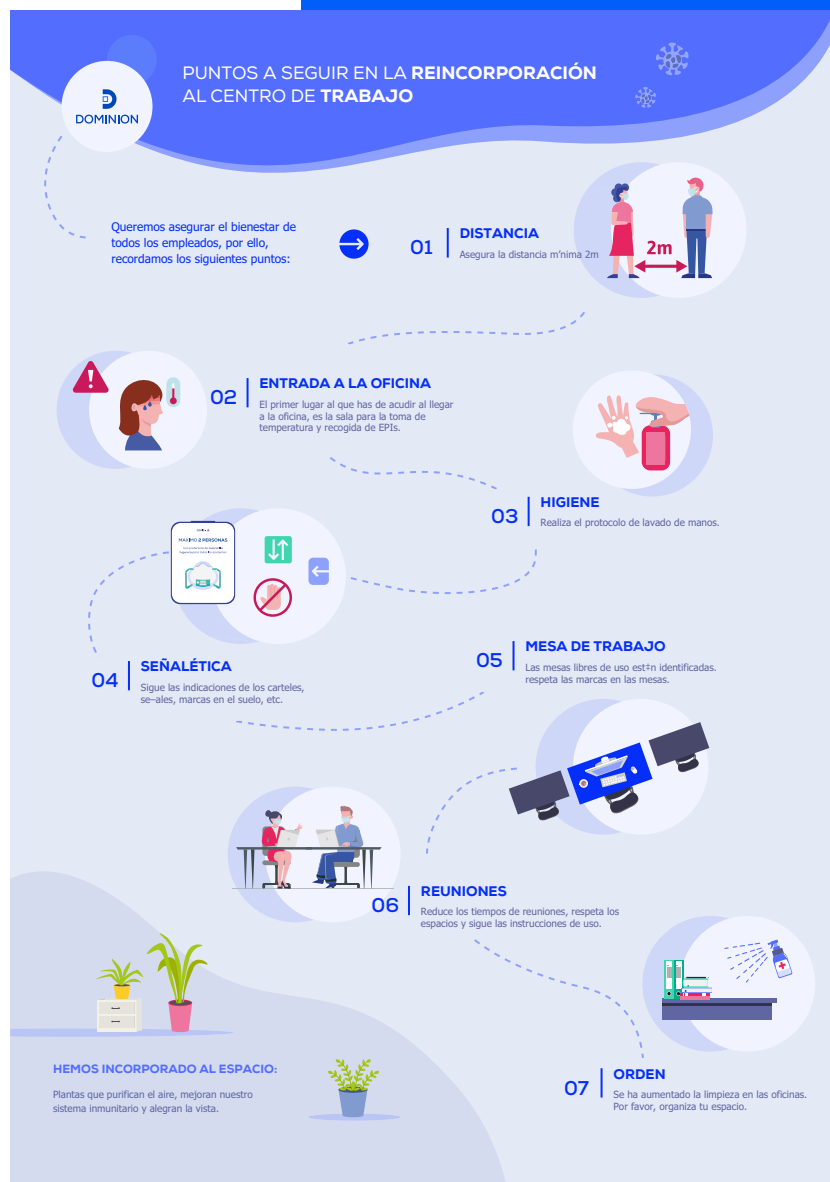 PUNTOS A SEGUIR EN LA REINCORPORACIÓN
AL CENTRO DE TRABAJO
DOMINION
Queremos asegurar el bienestar de
todos los empleados, por ello,
recordamos los siguientes puntos:
01
DISTANCIA
Asegura la distancia m'nima 2m
2m
02
ENTRADA A LA OFICINA
El primer lugar al que has de acudir al llegar
a la oficina, es la sala para la toma de
temperatura y recogida de EPIs.
03
HIGIENE
Realiza el protocolo de lavado de manos.
MÁXIMO 2 PERSONAS
04
SEÑALÉTICA
Sigue las indicaciones de los carteles,
se–ales, marcas en el suelo, etc.
05
MESA DE TRABAJO
Las mesas libres de uso est‡n identificadas.
respeta las marcas en las mesas.
06
REUNIONES
Reduce los tiempos de reuniones, respeta los
espacios y sigue las instrucciones de uso.
07
ORDEN
Se ha aumentado la limpieza en las oficinas.
Por favor, organiza tu espacio.
HEMOS INCORPORADO AL ESPACIO:
Plantas que purifican el aire, mejoran nuestro
sistema inmunitario y alegran la vista.